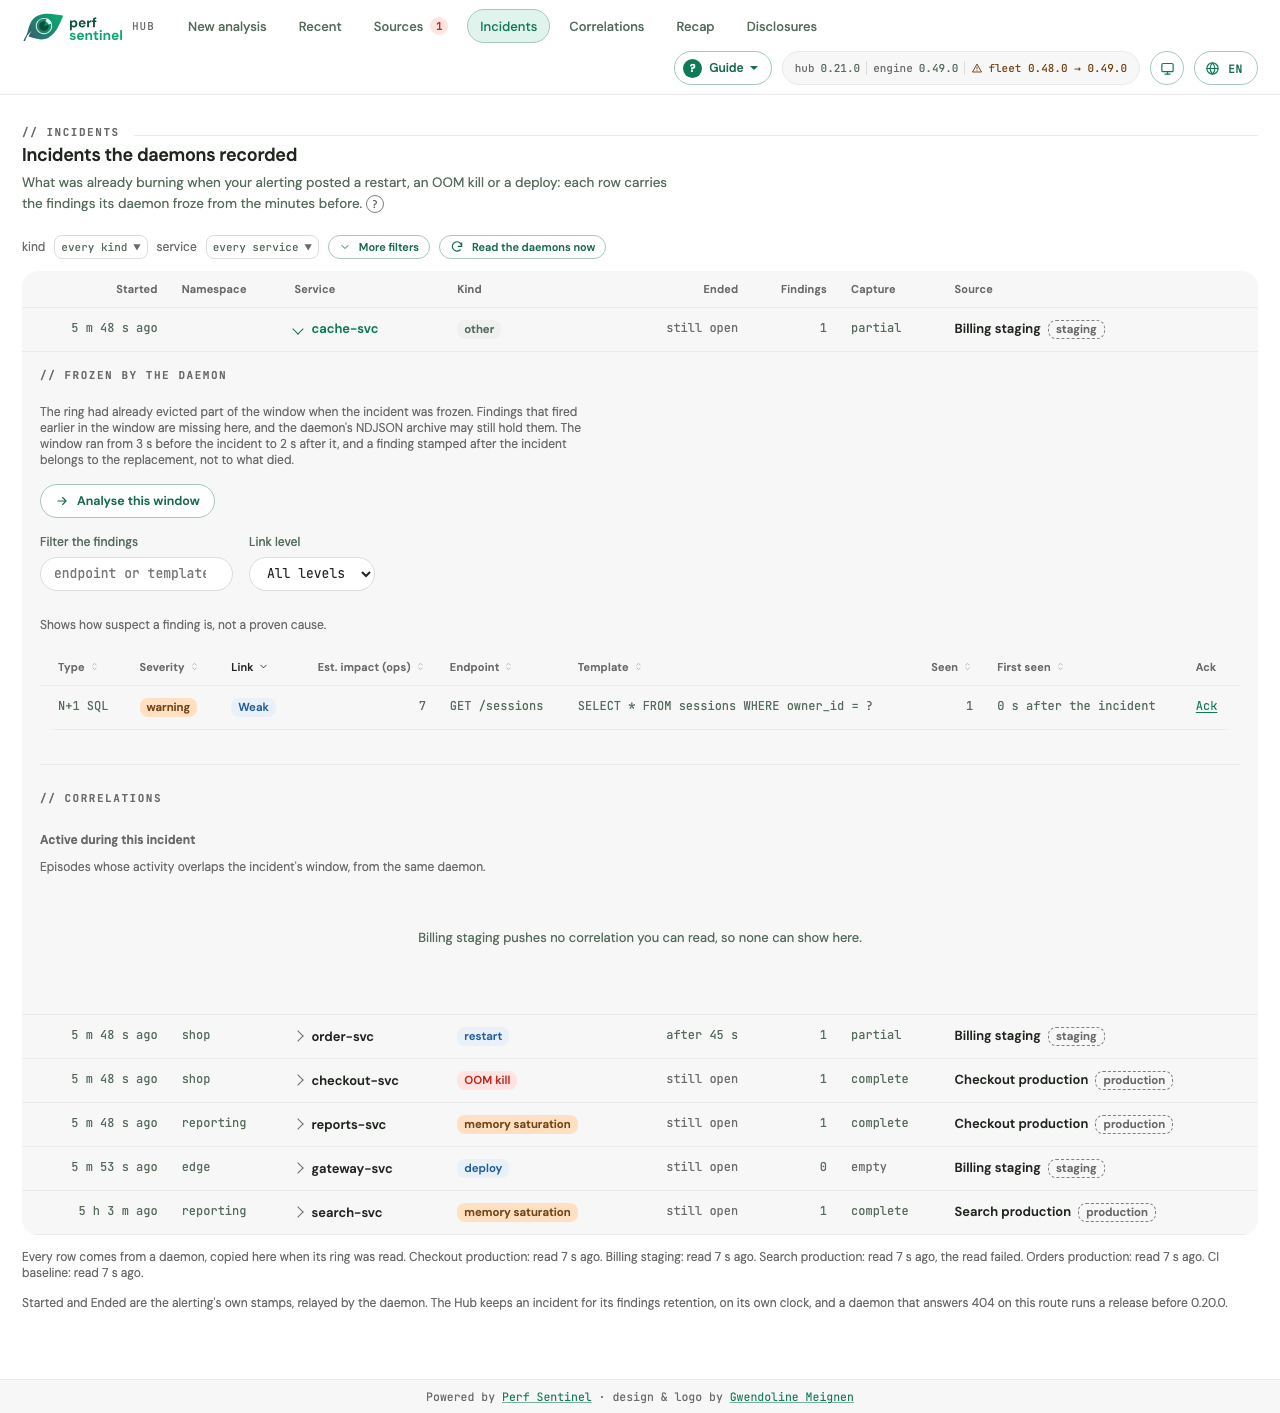 perf sentinel HUB New analysis Recent Sources 1 Incidents Correlations Recap Disclosures
? Guide hub 0.21.0 engine 0.49.0 fleet 0.48.0 → 0.49.0 EN
// INCIDENTS
Incidents the daemons recorded
What was already burning when your alerting posted a restart, an OOM kill or a deploy: each row carries
the findings its daemon froze from the minutes before. ?
kind every kind ▼ service every service ▼ More filters Read the daemons now
Started Namespace Service Kind Ended Findings Capture Source
5 m 48 s ago cache-svc other still open 1 partial Billing staging staging
// FROZEN BY THE DAEMON
The ring had already evicted part of the window when the incident was frozen. Findings that fired
earlier in the window are missing here, and the daemon's NDJSON archive may still hold them. The
window ran from 3 s before the incident to 2 s after it, and a finding stamped after the incident
belongs to the replacement, not to what died.
→ Analyse this window
Filter the findings Link level
endpoint or template All levels
Shows how suspect a finding is, not a proven cause.
Type Severity Link Est. impact (ops) Endpoint Template Seen First seen Ack
N+1 SQL warning Weak 7 GET /sessions SELECT * FROM sessions WHERE owner_id = ? 1 0 s after the incident Ack
// CORRELATIONS
Active during this incident
Episodes whose activity overlaps the incident's window, from the same daemon.
Billing staging pushes no correlation you can read, so none can show here.
5 m 48 s ago shop order-svc restart after 45 s 1 partial Billing staging staging
5 m 48 s ago shop checkout-svc OOM kill still open 1 complete Checkout production production
5 m 48 s ago reporting reports-svc memory saturation still open 1 complete Checkout production production
5 m 53 s ago edge gateway-svc deploy still open 0 empty Billing staging staging
5 h 3 m ago reporting search-svc memory saturation still open 1 complete Search production production
Every row comes from a daemon, copied here when its ring was read. Checkout production: read 7 s ago. Billing staging: read 7 s ago. Search production: read 7 s ago, the read failed. Orders production: read 7 s ago. CI
baseline: read 7 s ago.
Started and Ended are the alerting's own stamps, relayed by the daemon. The Hub keeps an incident for its findings retention, on its own clock, and a daemon that answers 404 on this route runs a release before 0.20.0.
Powered by Perf Sentinel · design & logo by Gwendoline Meignen